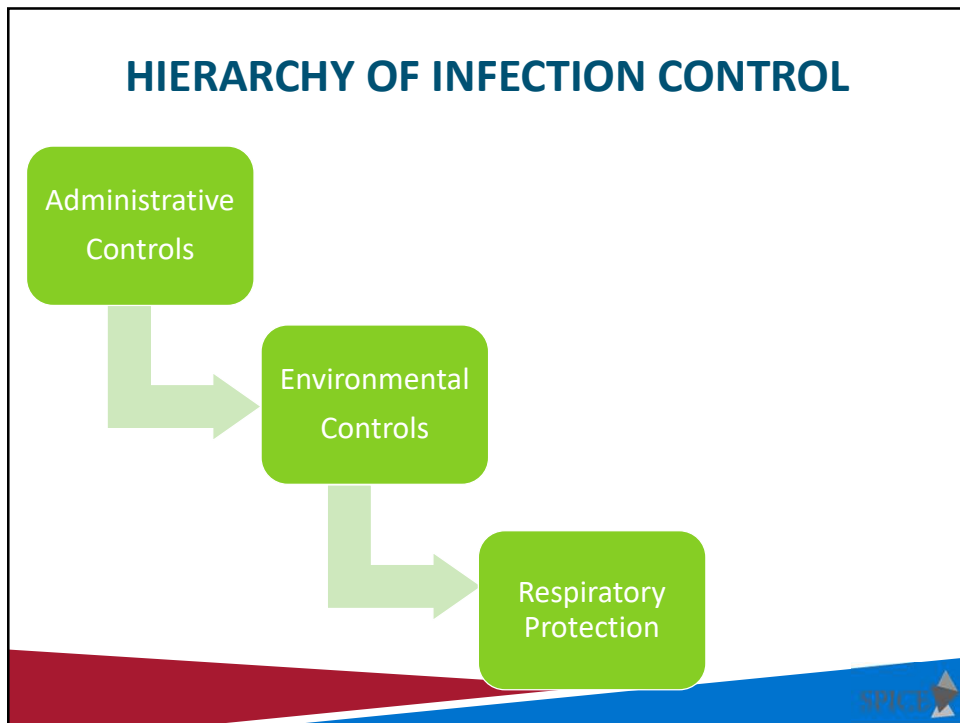 HIERARCHY OF INFECTION CONTROL
Administrative
Controls
Environmental
Controls
Respiratory
Protection
SPICE